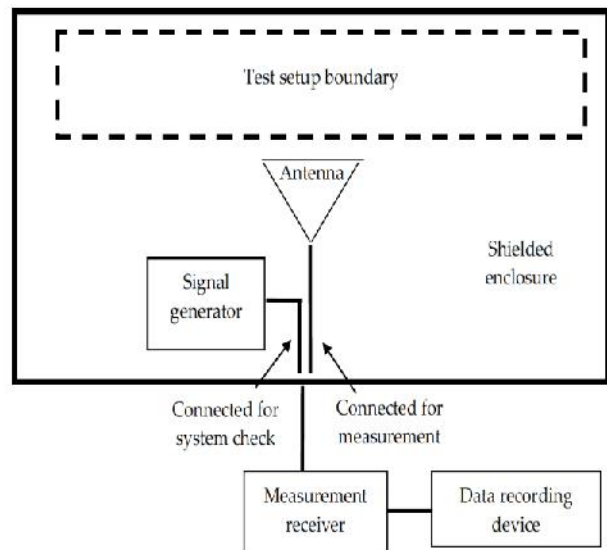 Test setup boundary
Antenna
Signal
generator
Shielded
enclosure
Connected for
system check
Connected for
measurement
Measurement
receiver
Data recording
device